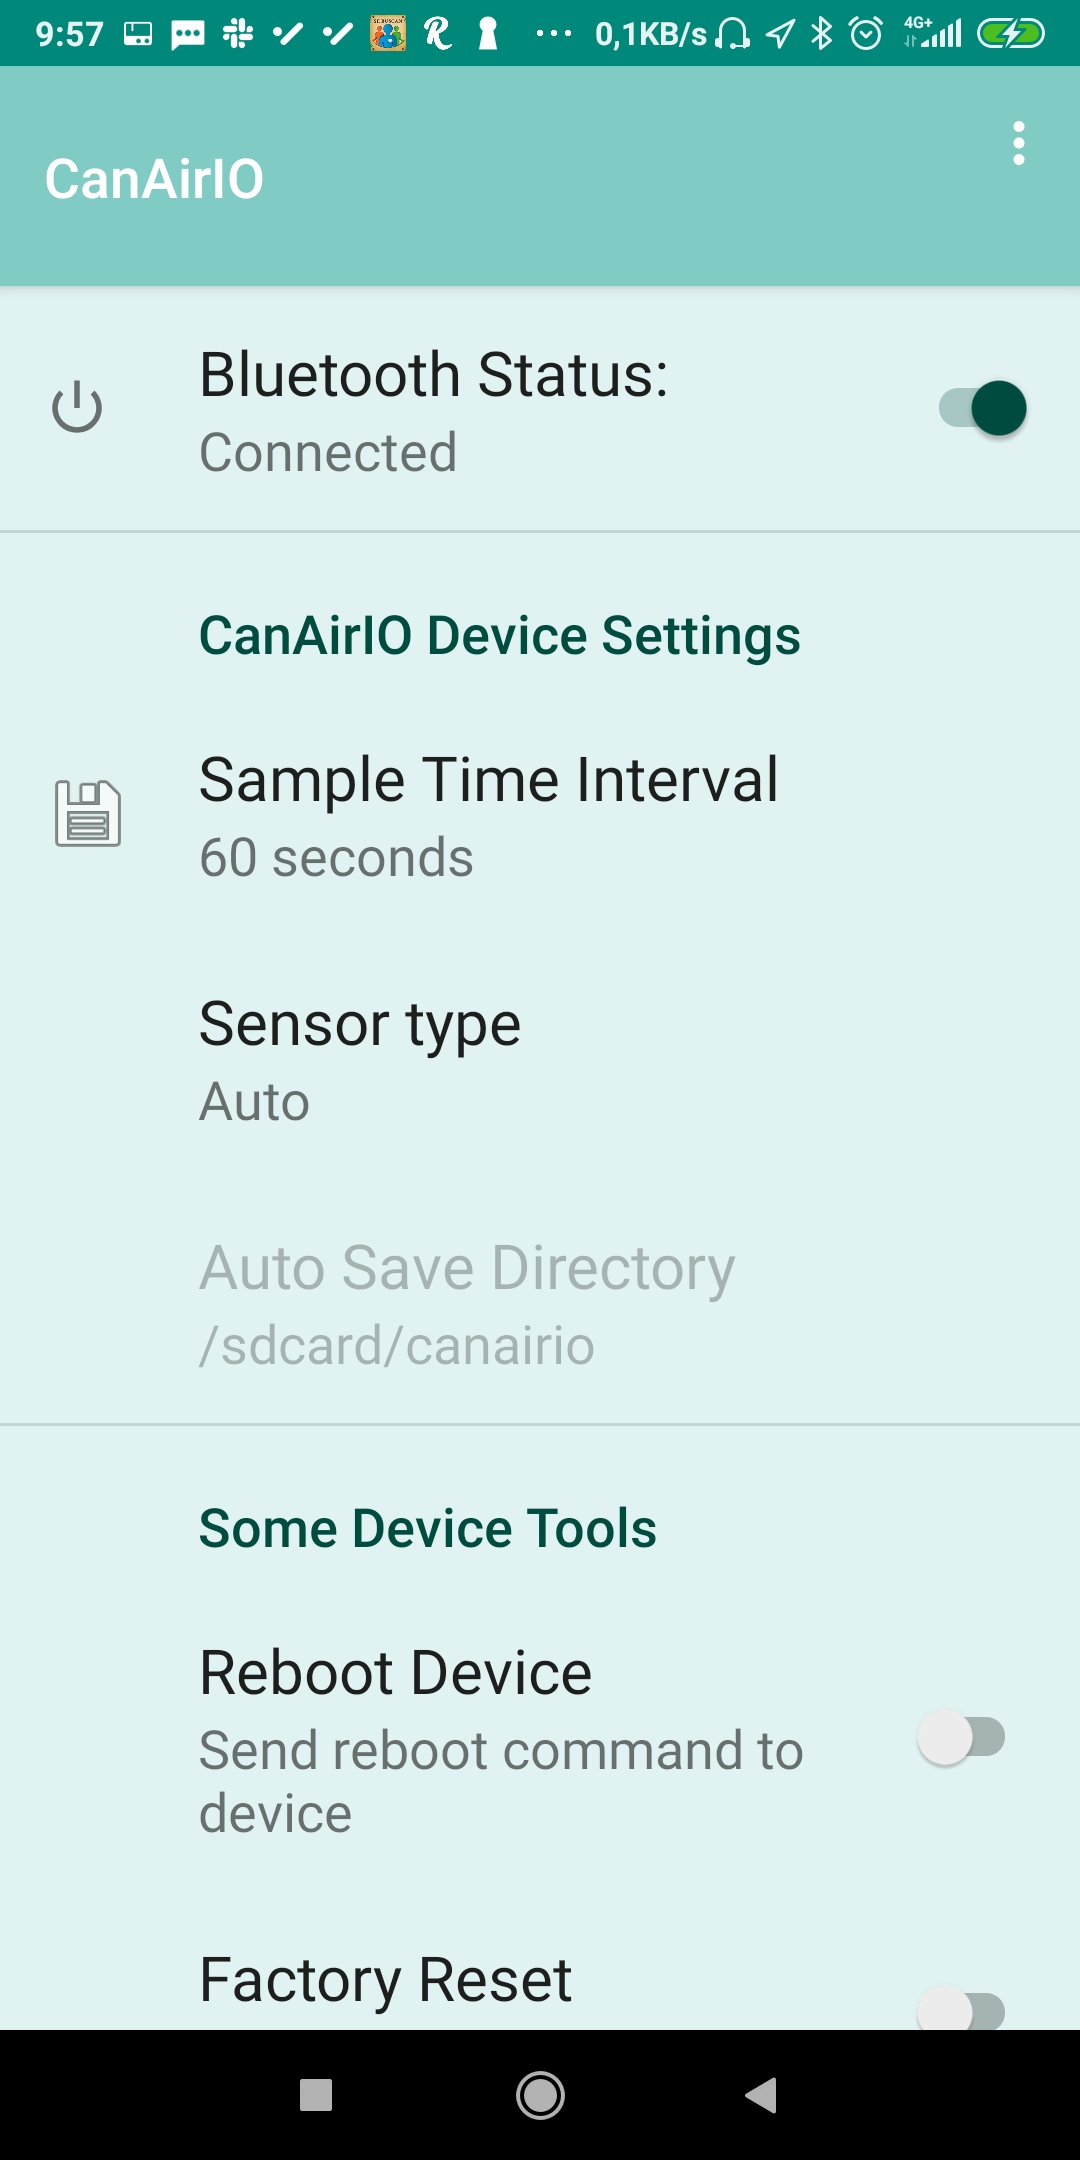 9:57 0,1KB/s 4G+
CanAirIO
Bluetooth Status:
Connected
CanAirIO Device Settings
Sample Time Interval
60 seconds
Sensor type
Auto
Auto Save Directory
/sdcard/canairio
Some Device Tools
Reboot Device
Send reboot command to
device
Factory Reset